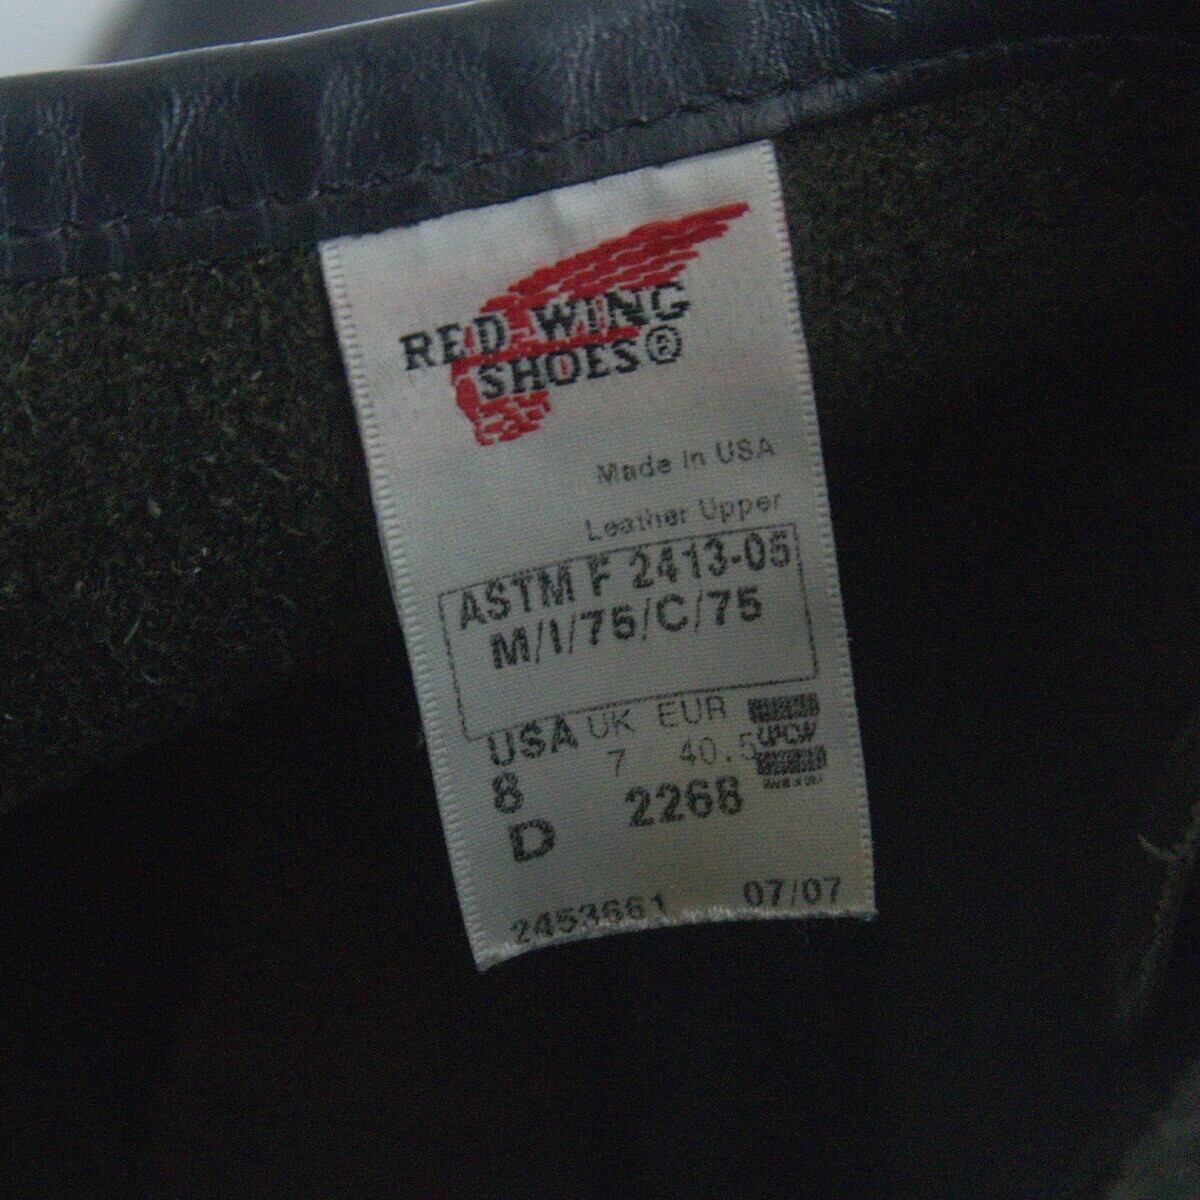 RED WING
SHOES®
Made in USA
Leather Upper
ASTM F 2413-05
M/I/75/C/75
USA UK EUR
8 7 40.5
UFCW
D 2268
2453661 07/07